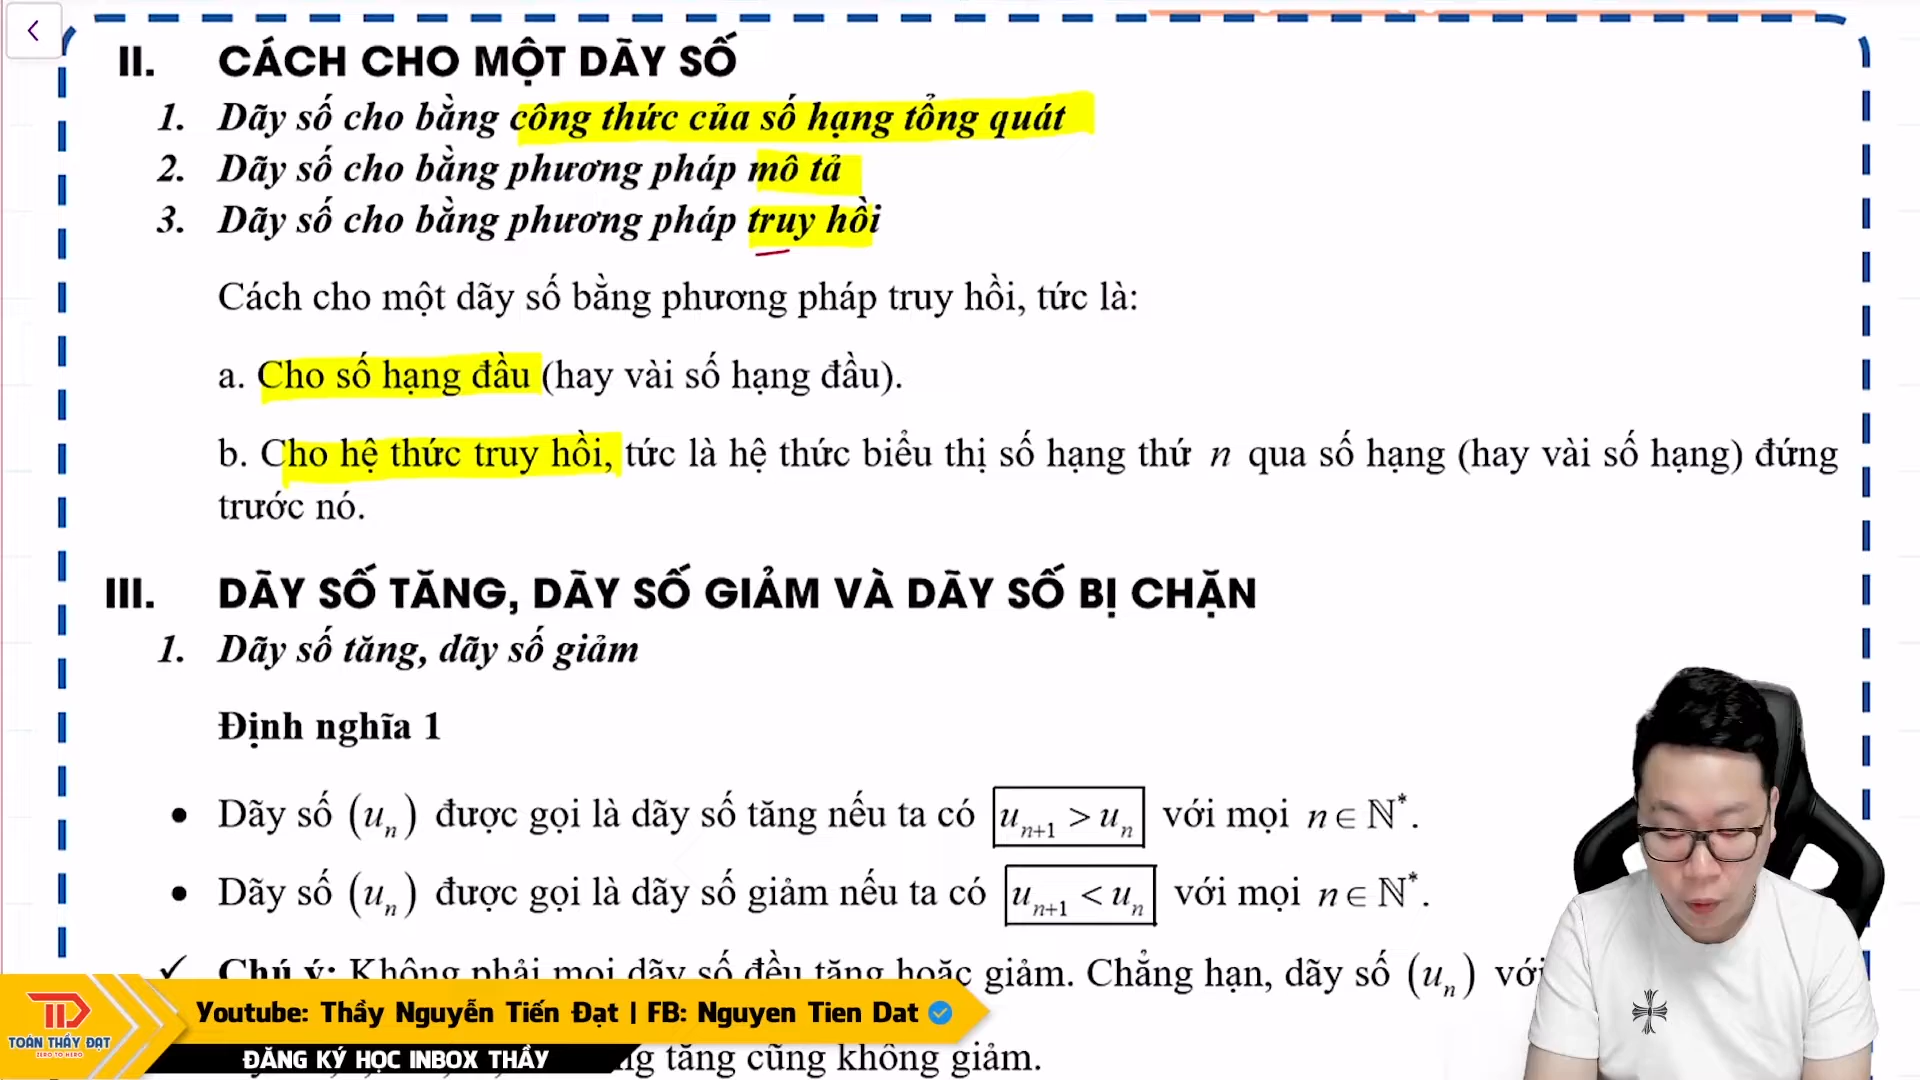 II. CÁCH CHO MỘT DÃY SỐ
1. Dãy số cho bằng công thức của số hạng tổng quát
2. Dãy số cho bằng phương pháp mô tả
3. Dãy số cho bằng phương pháp truy hồi
Cách cho một dãy số bằng phương pháp truy hồi, tức là:
a. Cho số hạng đầu (hay vài số hạng đầu).
b. Cho hệ thức truy hồi, tức là hệ thức biểu thị số hạng thứ n qua số hạng (hay vài số hạng) đứng
trước nó.
III. DÃY SỐ TĂNG, DÃY SỐ GIẢM VÀ DÃY SỐ BỊ CHẶN
1. Dãy số tăng, dãy số giảm
Định nghĩa 1
• Dãy số (uₙ) được gọi là dãy số tăng nếu ta có uₙ₊₁ > uₙ với mọi n ∈ ℕ*.
• Dãy số (uₙ) được gọi là dãy số giảm nếu ta có uₙ₊₁ < uₙ với mọi n ∈ ℕ*.
✓ Chú ý: Không phải mọi dãy số đều tăng hoặc giảm. Chẳng hạn, dãy số (uₙ) với
Youtube: Thầy Nguyễn Tiến Đạt | FB: Nguyen Tien Dat
TOÁN THẦY ĐẠT
ZERO TO HERO
ĐĂNG KÝ HỌC INBOX THẦY
tăng cũng không giảm.